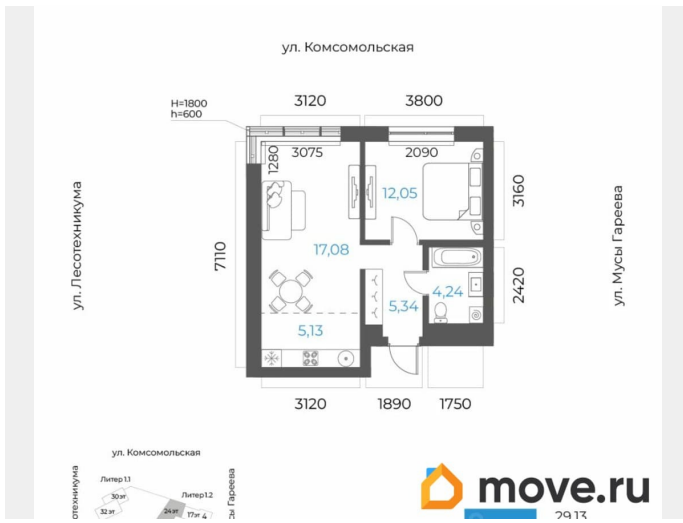 ул. Комсомольская
3120 3800
H=1800
h=600
3075 2090
1280
12,05
3160
ул. Лесотехникума
7110
17,08
ул. Мусы Гареева
4,24
2420
5,34
5,13
3120 1890 1750
ул. Комсомольская
Литер 1.1
Литер 1.2
30эт
32эт
24эт
17эт
4
move.ru
29,13